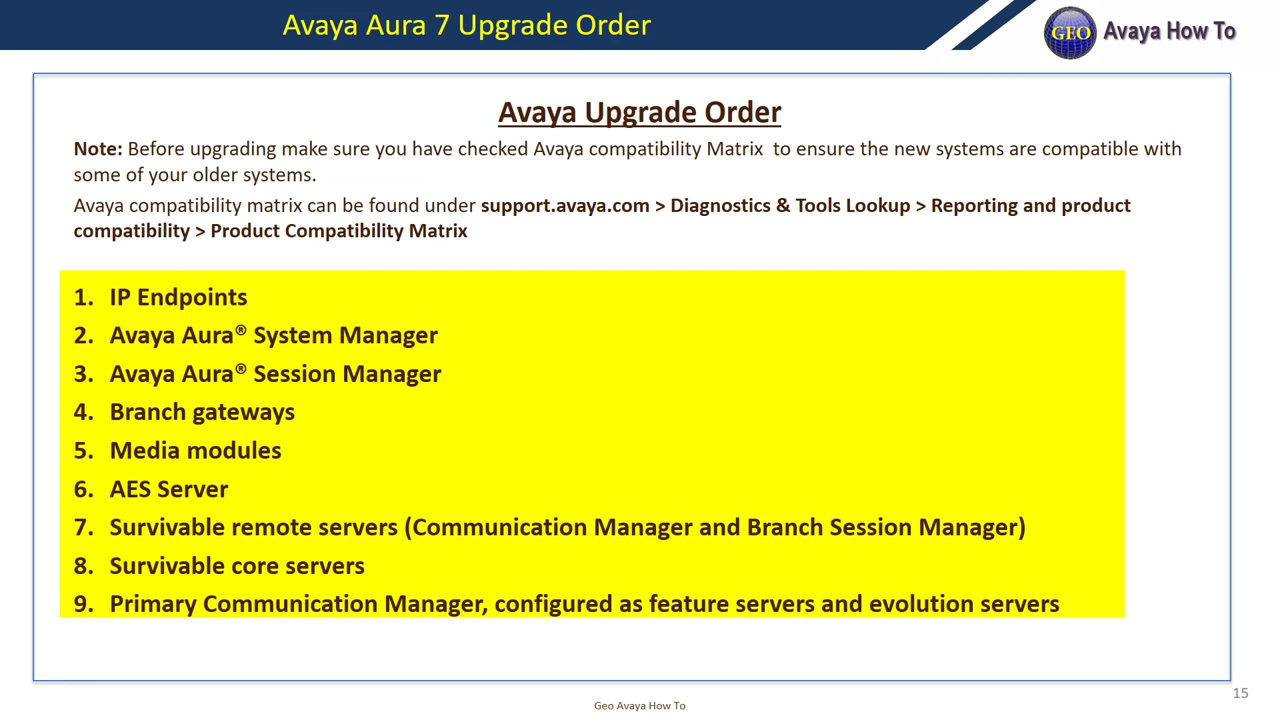 Avaya Aura 7 Upgrade Order
GEO Avaya How To
Avaya Upgrade Order
Note: Before upgrading make sure you have checked Avaya compatibility Matrix  to ensure the new systems are compatible with
some of your older systems.
Avaya compatibility matrix can be found under support.avaya.com > Diagnostics & Tools Lookup > Reporting and product
compatibility > Product Compatibility Matrix
1. IP Endpoints
2. Avaya Aura® System Manager
3. Avaya Aura® Session Manager
4. Branch gateways
5. Media modules
6. AES Server
7. Survivable remote servers (Communication Manager and Branch Session Manager)
8. Survivable core servers
9. Primary Communication Manager, configured as feature servers and evolution servers
15
Geo Avaya How To